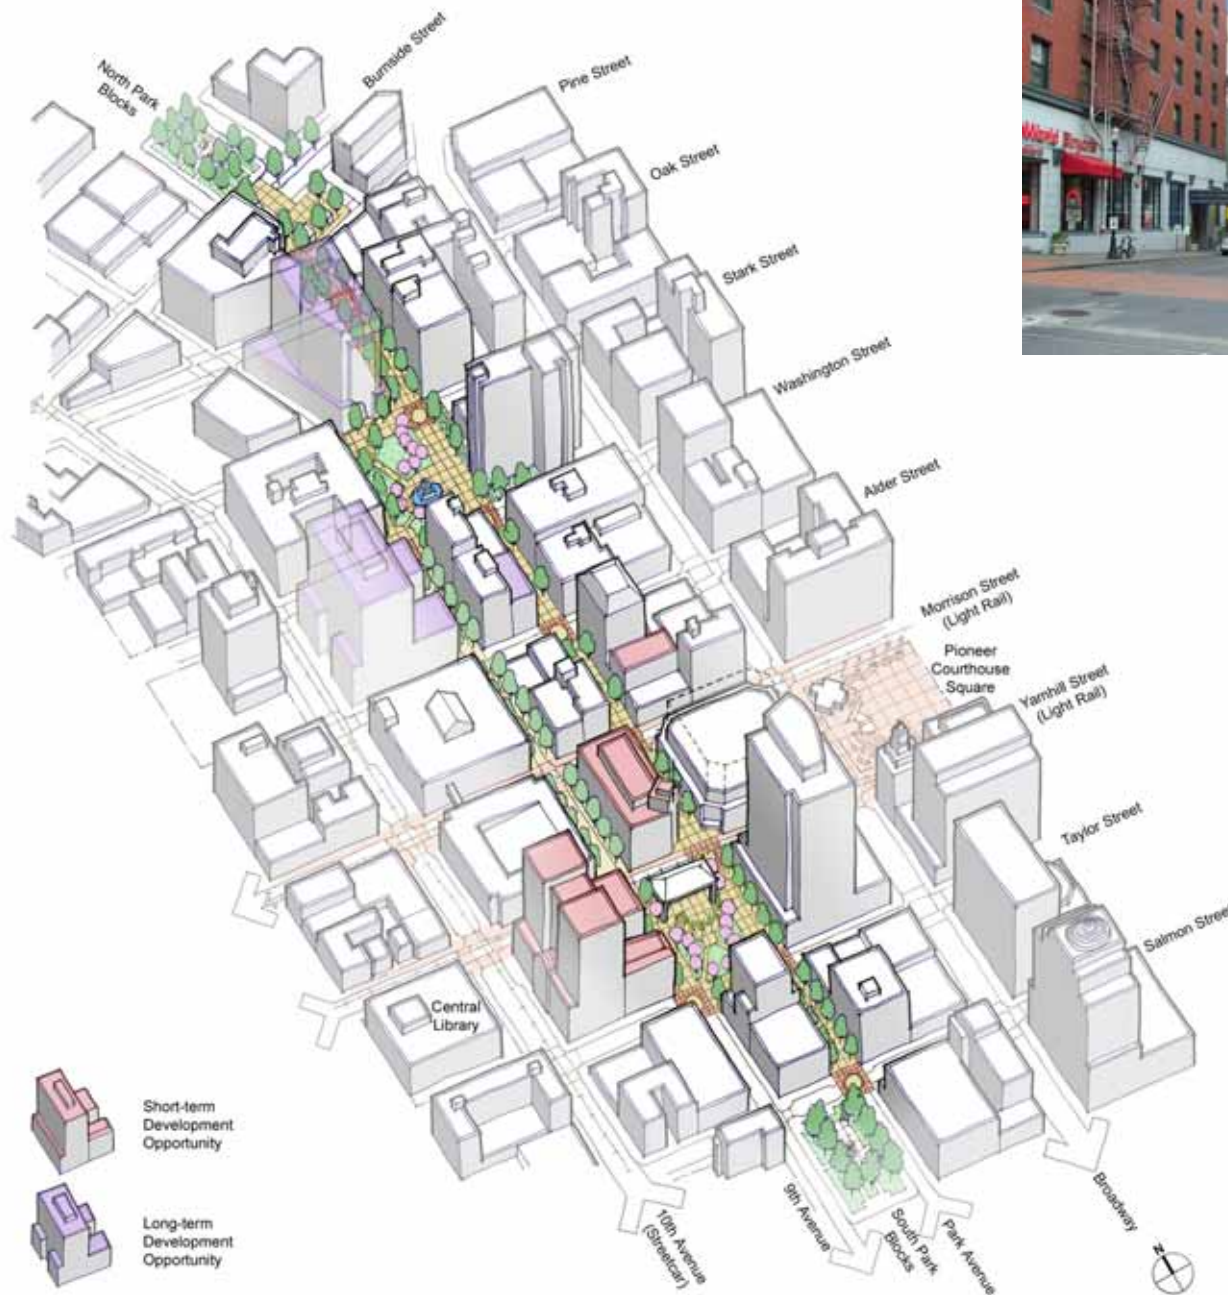 North Park
Blocks
Burnside Street
Pine Street
Oak Street
Stark Street
Washington Street
Alder Street
Morrison Street
(Light Rail)
Pioneer
Courthouse
Square
Yamhill Street
(Light Rail)
Taylor Street
Salmon Street
Central
Library
Short-term
Development
Opportunity
Long-term
Development
Opportunity
10th Avenue
(Streetcar)
9th Avenue
South Park
Blocks
Park Avenue
Broadway
N